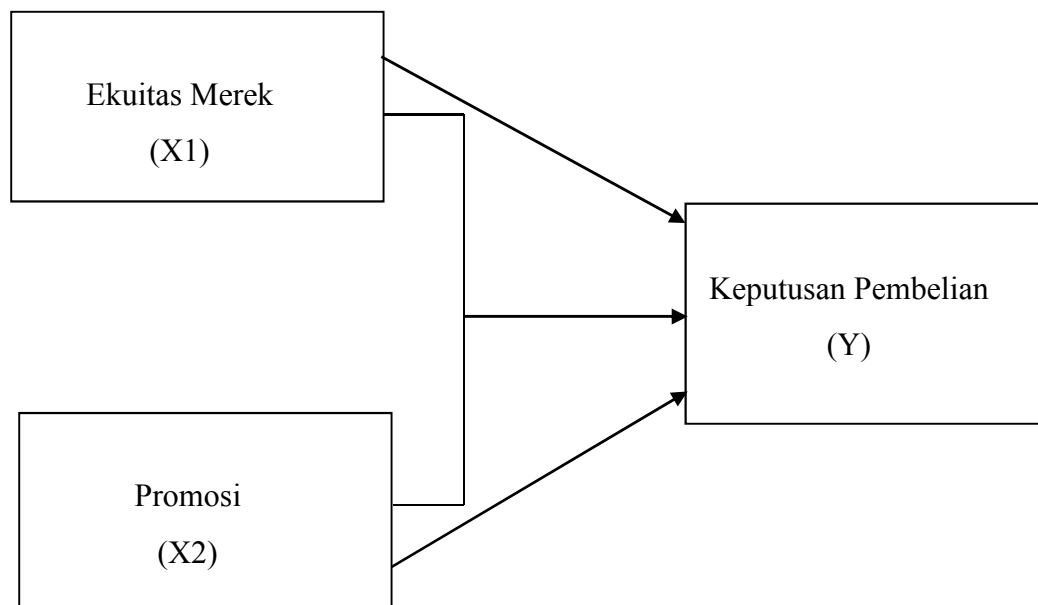 Ekuitas Merek
(X1)
Keputusan Pembelian
(Y)
Promosi
(X2)